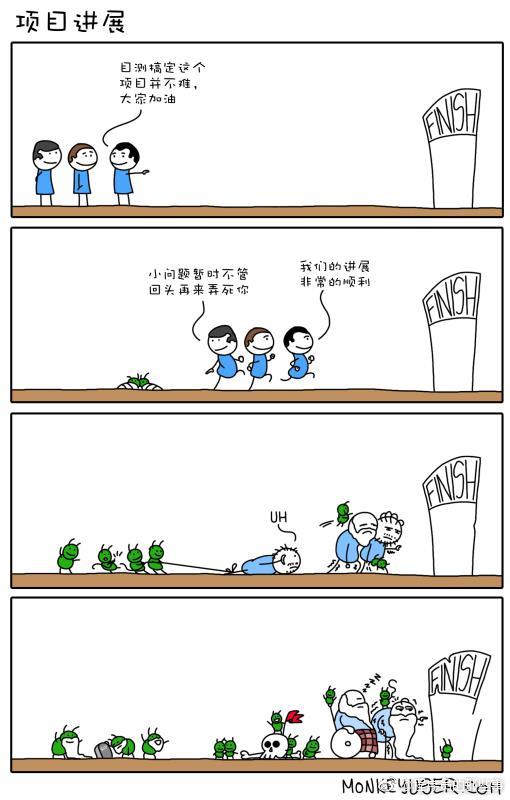 项目进展
目测搞定这个
项目并不难，
大家加油
FINISH
小问题暂时不管
回头再来弄死你
我们的进展
非常的顺利
FINISH
UH
FINISH
zzzz
FINISH
MONKEYUSER.COM